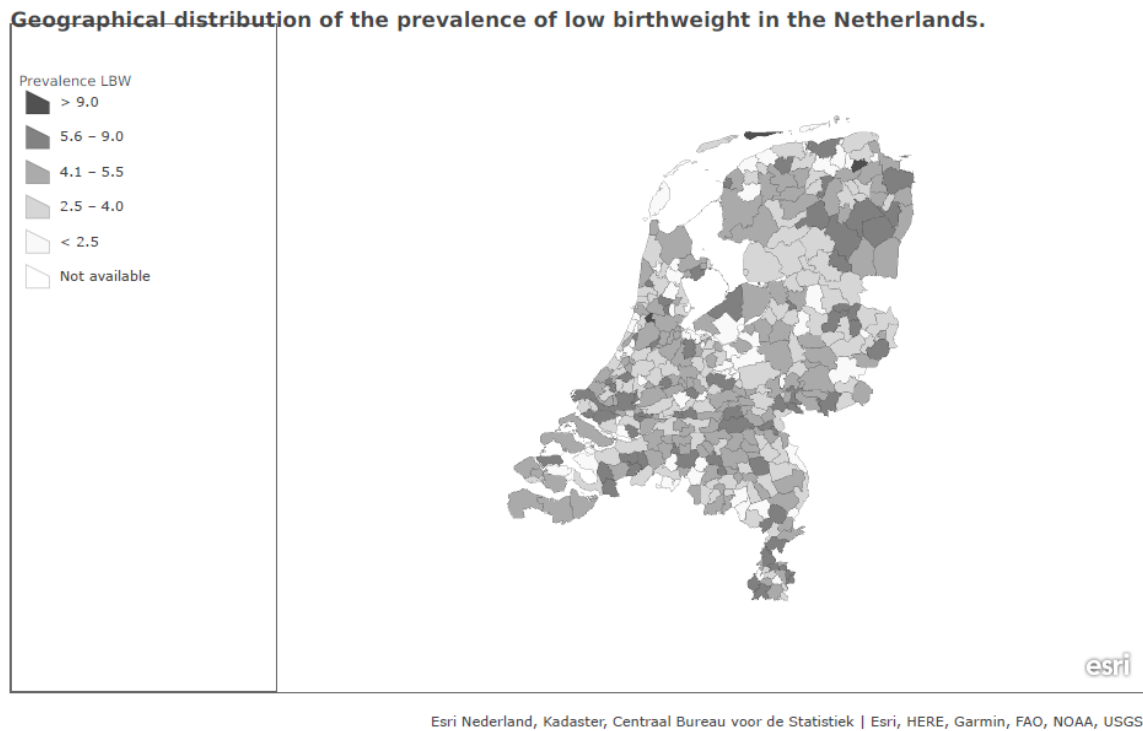 Geographical distribution of the prevalence of low birthweight in the Netherlands.
Prevalence LBW
> 9.0
5.6 – 9.0
4.1 – 5.5
2.5 – 4.0
< 2.5
Not available
esri
Esri Nederland, Kadaster, Centraal Bureau voor de Statistiek | Esri, HERE, Garmin, FAO, NOAA, USGS